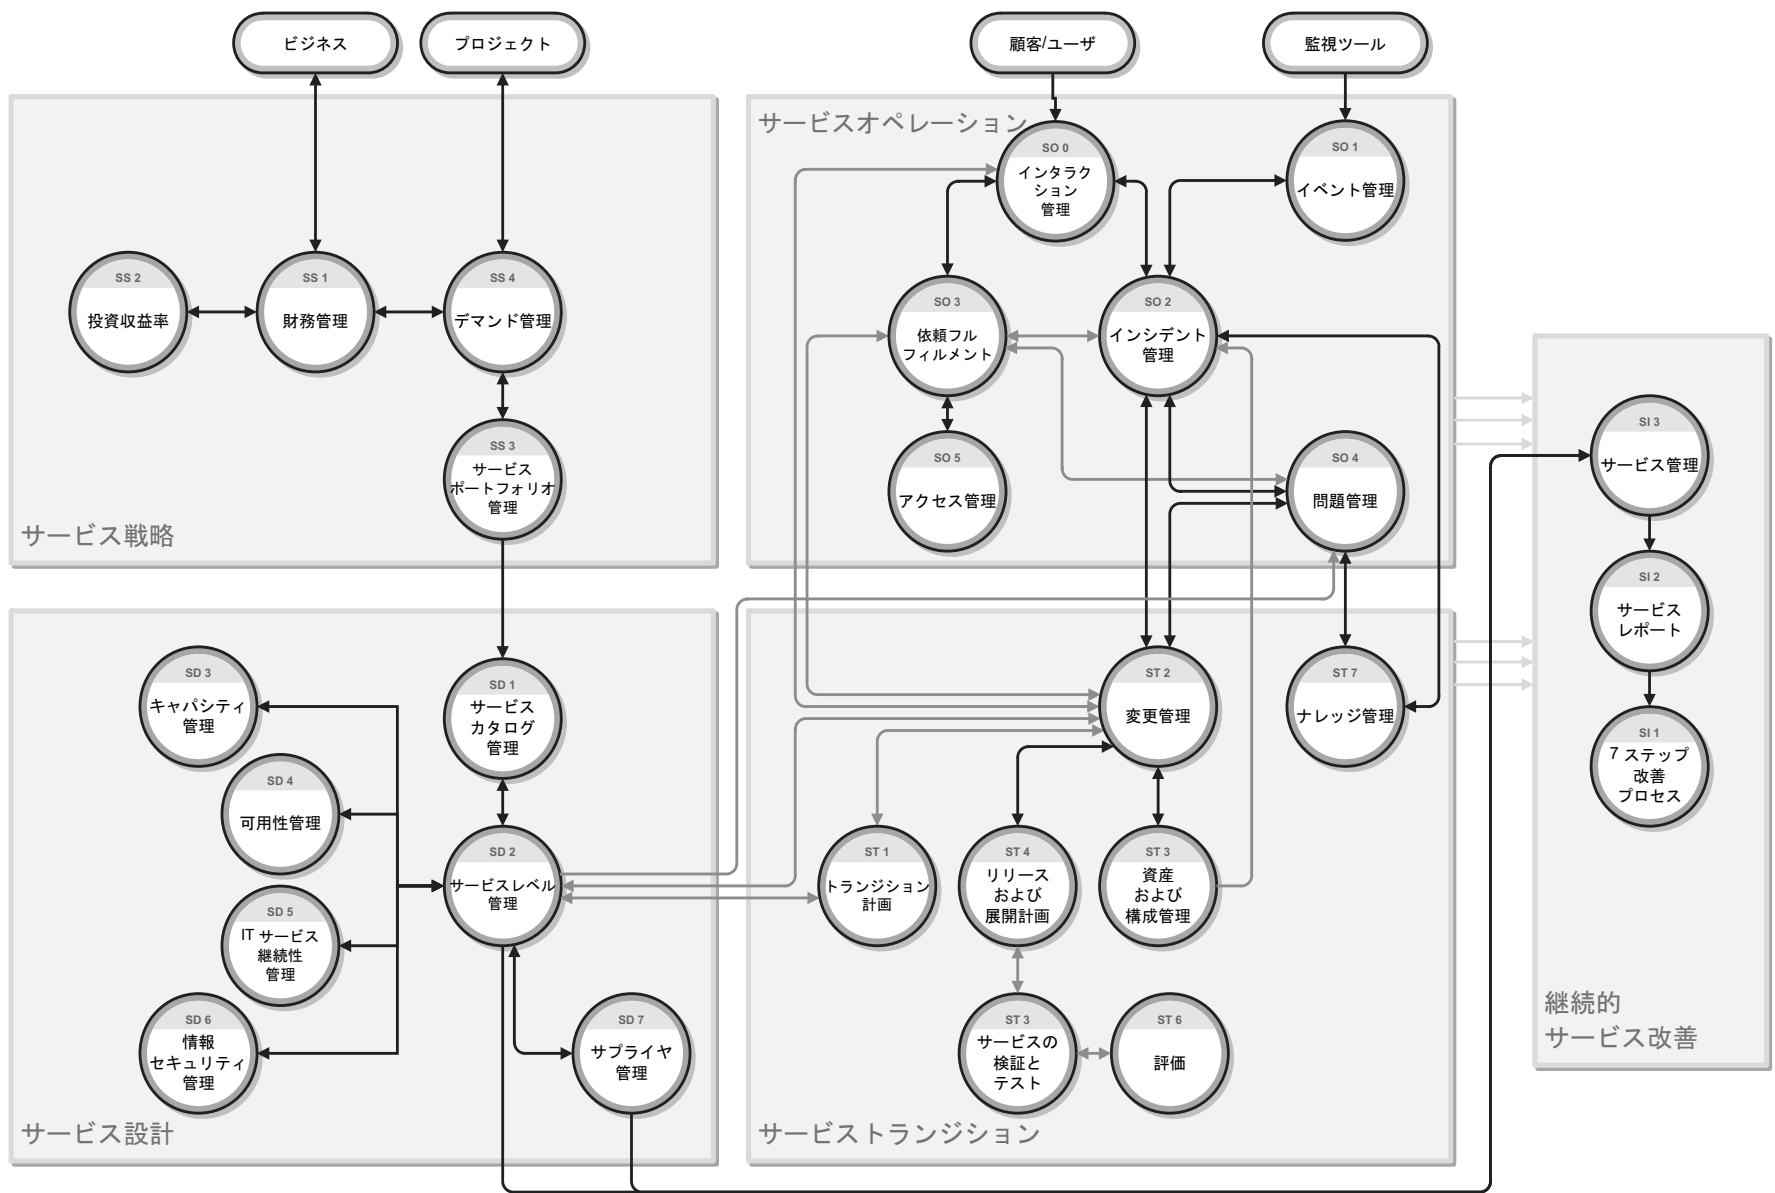 ビジネス
プロジェクト
顧客/ユーザ
監視ツール
SS 2
投資収益率
SS 1
財務管理
SS 4
デマンド管理
SS 3
サービス
ポートフォリオ
管理
サービス戦略
サービスオペレーション
SO 0
インタラク
ション
管理
SO 1
イベント管理
SO 3
依頼フル
フィルメント
SO 2
インシデント
管理
SO 5
アクセス管理
SO 4
問題管理
SD 3
キャパシティ
管理
SD 4
可用性管理
SD 5
IT サービス
継続性
管理
SD 6
情報
セキュリティ
管理
SD 1
サービス
カタログ
管理
SD 2
サービスレベル
管理
SD 7
サプライヤ
管理
サービス設計
ST 2
変更管理
ST 7
ナレッジ管理
ST 1
トランジション
計画
ST 4
リリース
および
展開計画
ST 3
資産
および
構成管理
ST 3
サービスの
検証と
テスト
ST 6
評価
サービストランジション
SI 3
サービス管理
SI 2
サービス
レポート
SI 1
7 ステップ
改善
プロセス
継続的
サービス改善